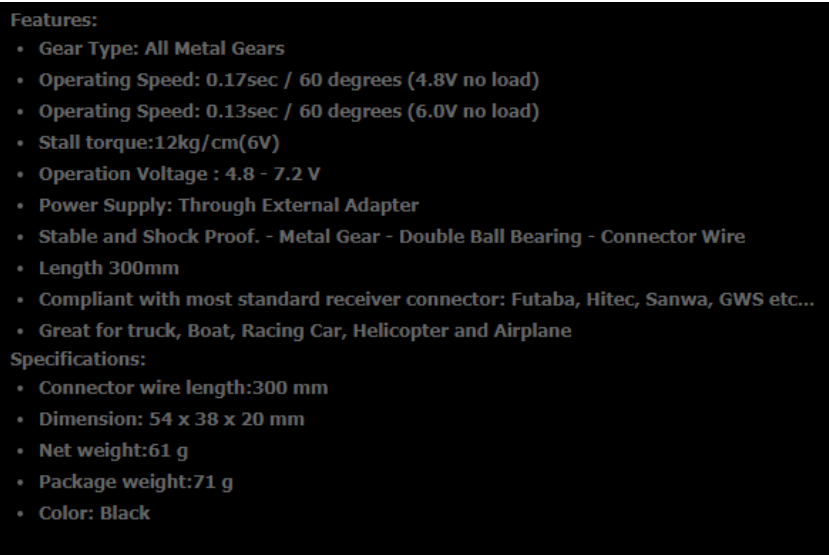 Features:
• Gear Type: All Metal Gears
• Operating Speed: 0.17sec / 60 degrees (4.8V no load)
• Operating Speed: 0.13sec / 60 degrees (6.0V no load)
• Stall torque:12kg/cm(6V)
• Operation Voltage : 4.8 - 7.2 V
• Power Supply: Through External Adapter
• Stable and Shock Proof. - Metal Gear - Double Ball Bearing - Connector Wire
• Length 300mm
• Compliant with most standard receiver connector: Futaba, Hitec, Sanwa, GWS etc...
• Great for truck, Boat, Racing Car, Helicopter and Airplane
Specifications:
• Connector wire length:300 mm
• Dimension: 54 x 38 x 20 mm
• Net weight:61 g
• Package weight:71 g
• Color: Black